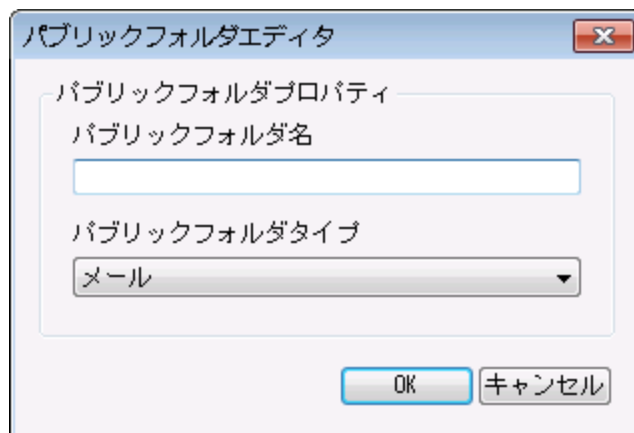 パブリックフォルダエディタ
パブリックフォルダプロパティ
パブリックフォルダ名
パブリックフォルダタイプ
メール
OK
キャンセル